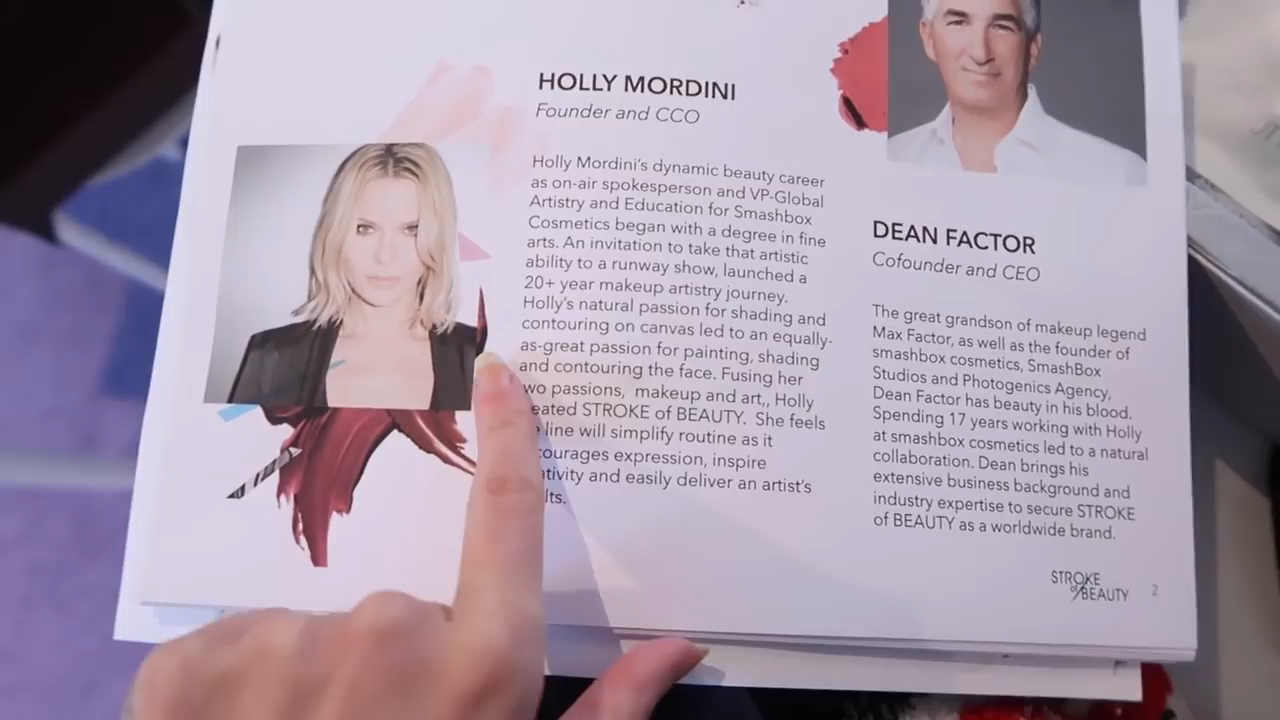 HOLLY MORDINI
Founder and CCO
Holly Mordini's dynamic beauty career
as on-air spokesperson and VP-Global
Artistry and Education for Smashbox
Cosmetics began with a degree in fine
arts. An invitation to take that artistic
ability to a runway show, launched a
20+ year makeup artistry journey.
Holly's natural passion for shading and
contouring on canvas led to an equally-
as-great passion for painting, shading
and contouring the face. Fusing her
wo passions, makeup and art,, Holly
eated STROKE of BEAUTY. She feels
line will simplify routine as it
courages expression, inspire
tivity and easily deliver an artist's
lts.
DEAN FACTOR
Cofounder and CEO
The great grandson of makeup legend
Max Factor, as well as the founder of
smashbox cosmetics, SmashBox
Studios and Photogenics Agency,
Dean Factor has beauty in his blood.
Spending 17 years working with Holly
at smashbox cosmetics led to a natural
collaboration. Dean brings his
extensive business background and
industry expertise to secure STROKE
of BEAUTY as a worldwide brand.
STROKE
of BEAUTY
2